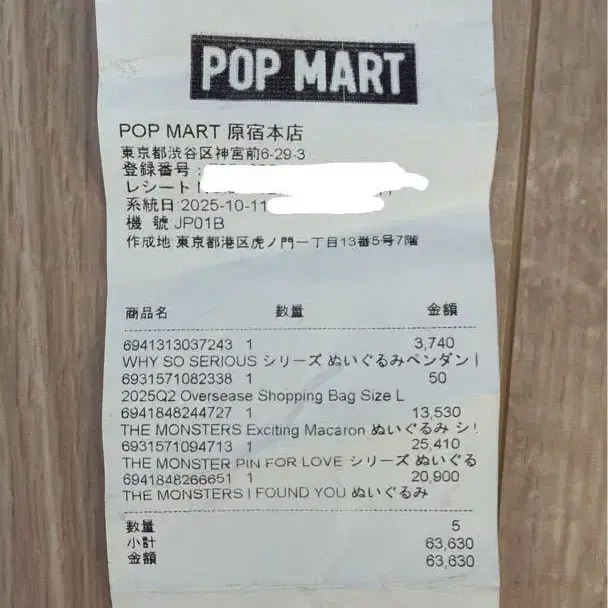 POP MART
POP MART 原宿本店
東京都渋谷区神宮前6-29-3
登録番号:
レシート
系統日:2025-10-11
機 號:JP01B
作成地:東京都港区虎ノ門一丁目13番5号7階
商品名 数量 金額
6941313037243 1 3,740
WHY SO SERIOUS シリーズ ぬいぐるみペンダント
6931571082338 1 50
2025Q2 Oversease Shopping Bag Size L
6941848244727 1 13,530
THE MONSTERS Exciting Macaron ぬいぐるみ シリ
6931571094713 1 25,410
THE MONSTER PIN FOR LOVE シリーズ ぬいぐる
6941848266651 1 20,900
THE MONSTERS I FOUND YOU ぬいぐるみ
数量 5
小計 63,630
金額 63,630